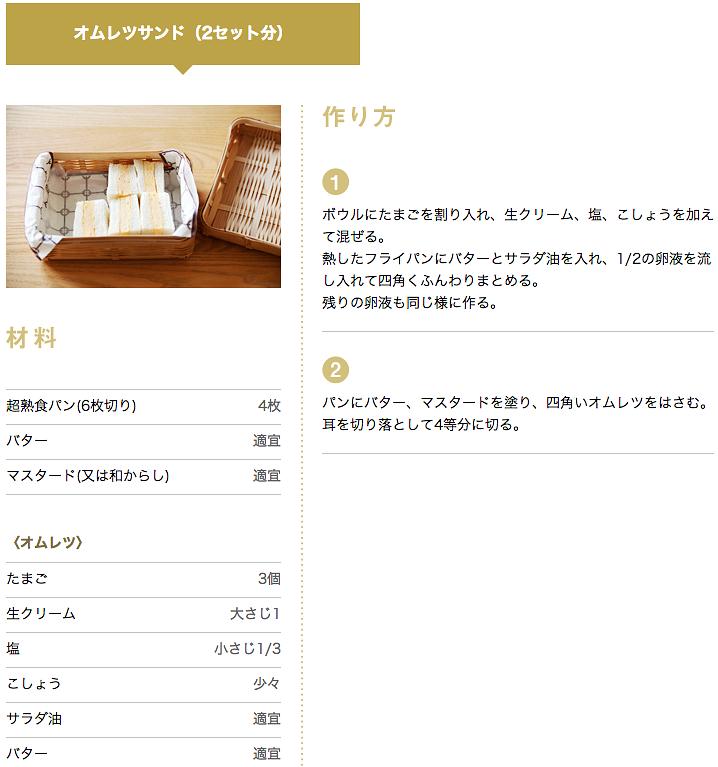 オムレツサンド（2セット分）
材料
超熟食パン(6枚切り) 4枚
バター 適宜
マスタード(又は和からし) 適宜
〈オムレツ〉
たまご 3個
生クリーム 大さじ1
塩 小さじ1/3
こしょう 少々
サラダ油 適宜
バター 適宜
作り方
1
ボウルにたまごを割り入れ、生クリーム、塩、こしょうを加え
て混ぜる。
熱したフライパンにバターとサラダ油を入れ、1/2の卵液を流
し入れて四角くふんわりまとめる。
残りの卵液も同じ様に作る。
2
パンにバター、マスタードを塗り、四角いオムレツをはさむ。
耳を切り落として4等分に切る。